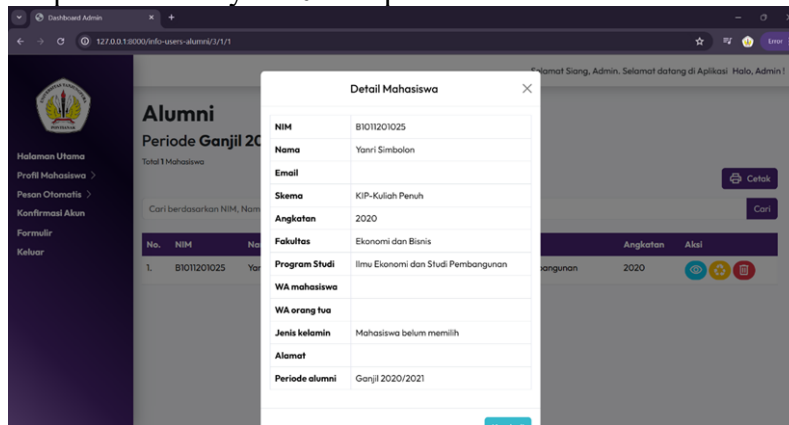 Dashboard Admin
127.0.0.1:8000/info-users-alumni/3/1/1
Error
Selamat Siang, Admin. Selamat datang di Aplikasi Halo, Admin !
Halaman Utama
Profil Mahasiswa >
Pesan Otomatis >
Konfirmasi Akun
Formulir
Keluar
Alumni
Periode Ganjil 20
Total 1 Mahasiswa
Cetak
Cari berdasarkan NIM, Nam
Cari
No. NIM Na Angkatan Aksi
1. B1011201025 Yan bangunan 2020
Detail Mahasiswa
NIM B1011201025
Nama Yanri Simbolon
Email
Skema KIP-Kuliah Penuh
Angkatan 2020
Fakultas Ekonomi dan Bisnis
Program Studi Ilmu Ekonomi dan Studi Pembangunan
WA mahasiswa
WA orang tua
Jenis kelamin Mahasiswa belum memilih
Alamat
Periode alumni Ganjil 2020/2021